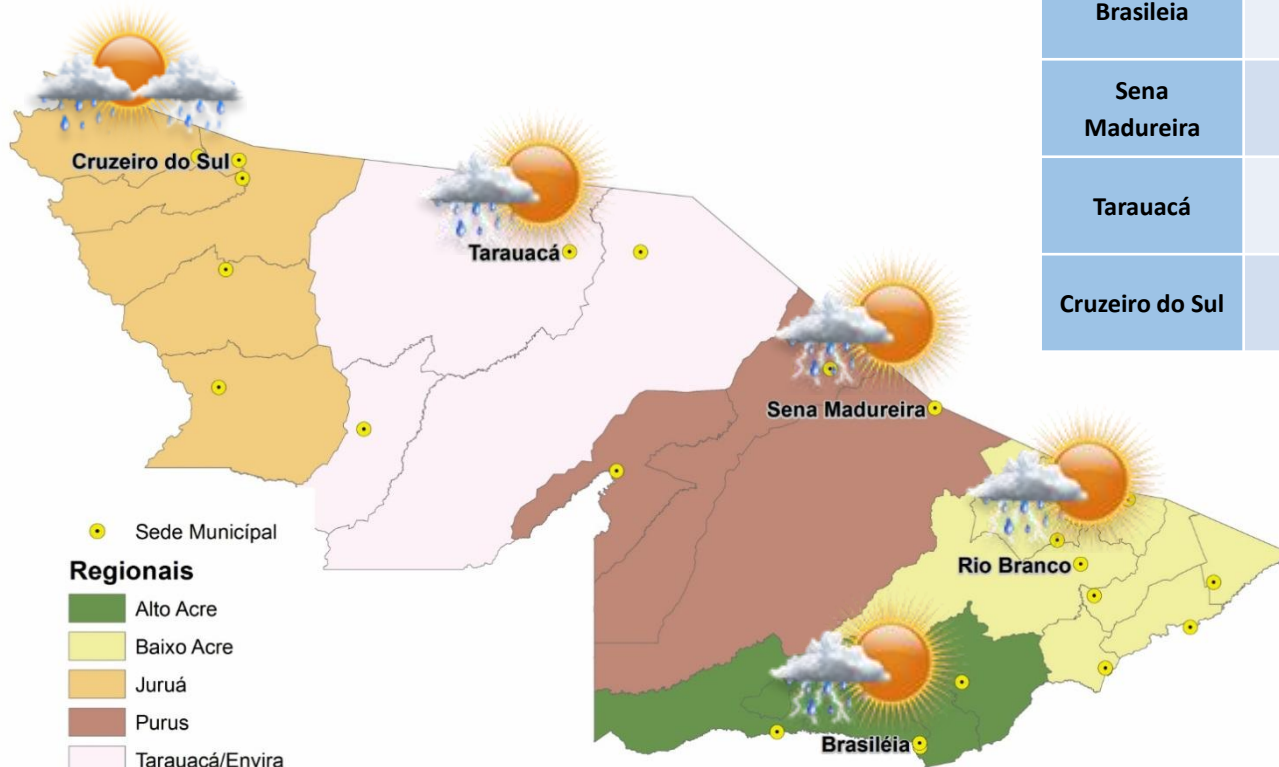 Brasileia
Sena
Madureira
Tarauacá
Cruzeiro do Sul
Cruzeiro do Sul
Tarauacá
Sena Madureira
Rio Branco
Brasiléia
Sede Municípal
Regionais
Alto Acre
Baixo Acre
Juruá
Purus
Tarauacá/Envira